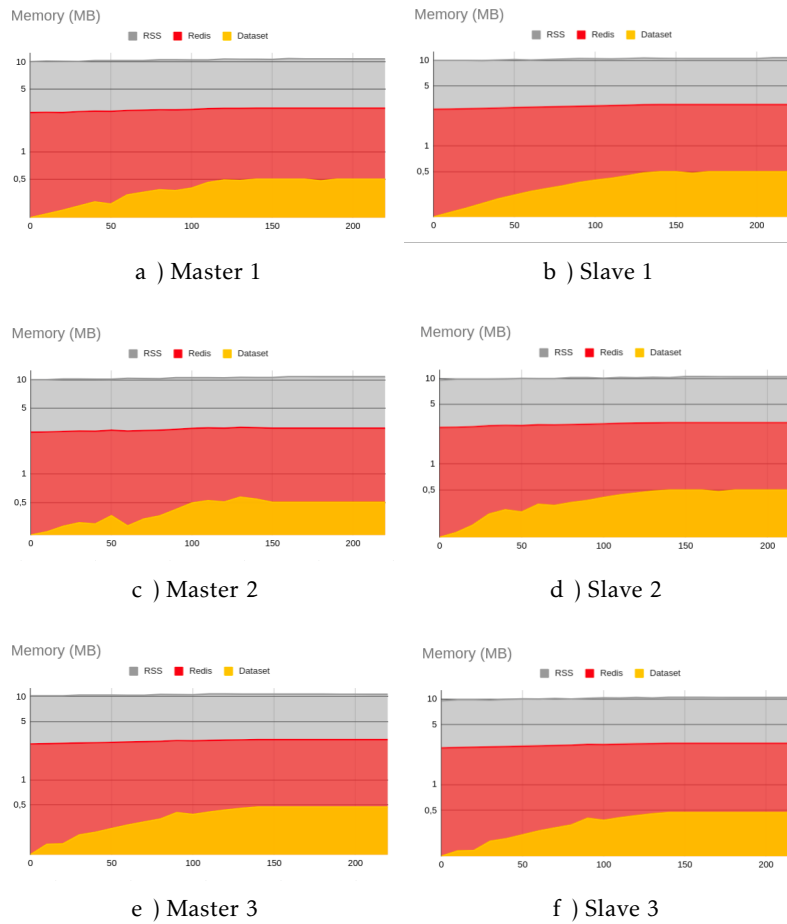 Memory (MB)
RSS Redis Dataset
10
5
1
0,5
0 50 100 150 200
a ) Master 1
Memory (MB)
RSS Redis Dataset
10
5
1
0,5
0 50 100 150 200
b ) Slave 1
Memory (MB)
RSS Redis Dataset
10
5
1
0,5
0 50 100 150 200
c ) Master 2
Memory (MB)
RSS Redis Dataset
10
5
1
0,5
0 50 100 150 200
d ) Slave 2
Memory (MB)
RSS Redis Dataset
10
5
1
0,5
0 50 100 150 200
e ) Master 3
Memory (MB)
RSS Redis Dataset
10
5
1
0,5
0 50 100 150 200
f ) Slave 3